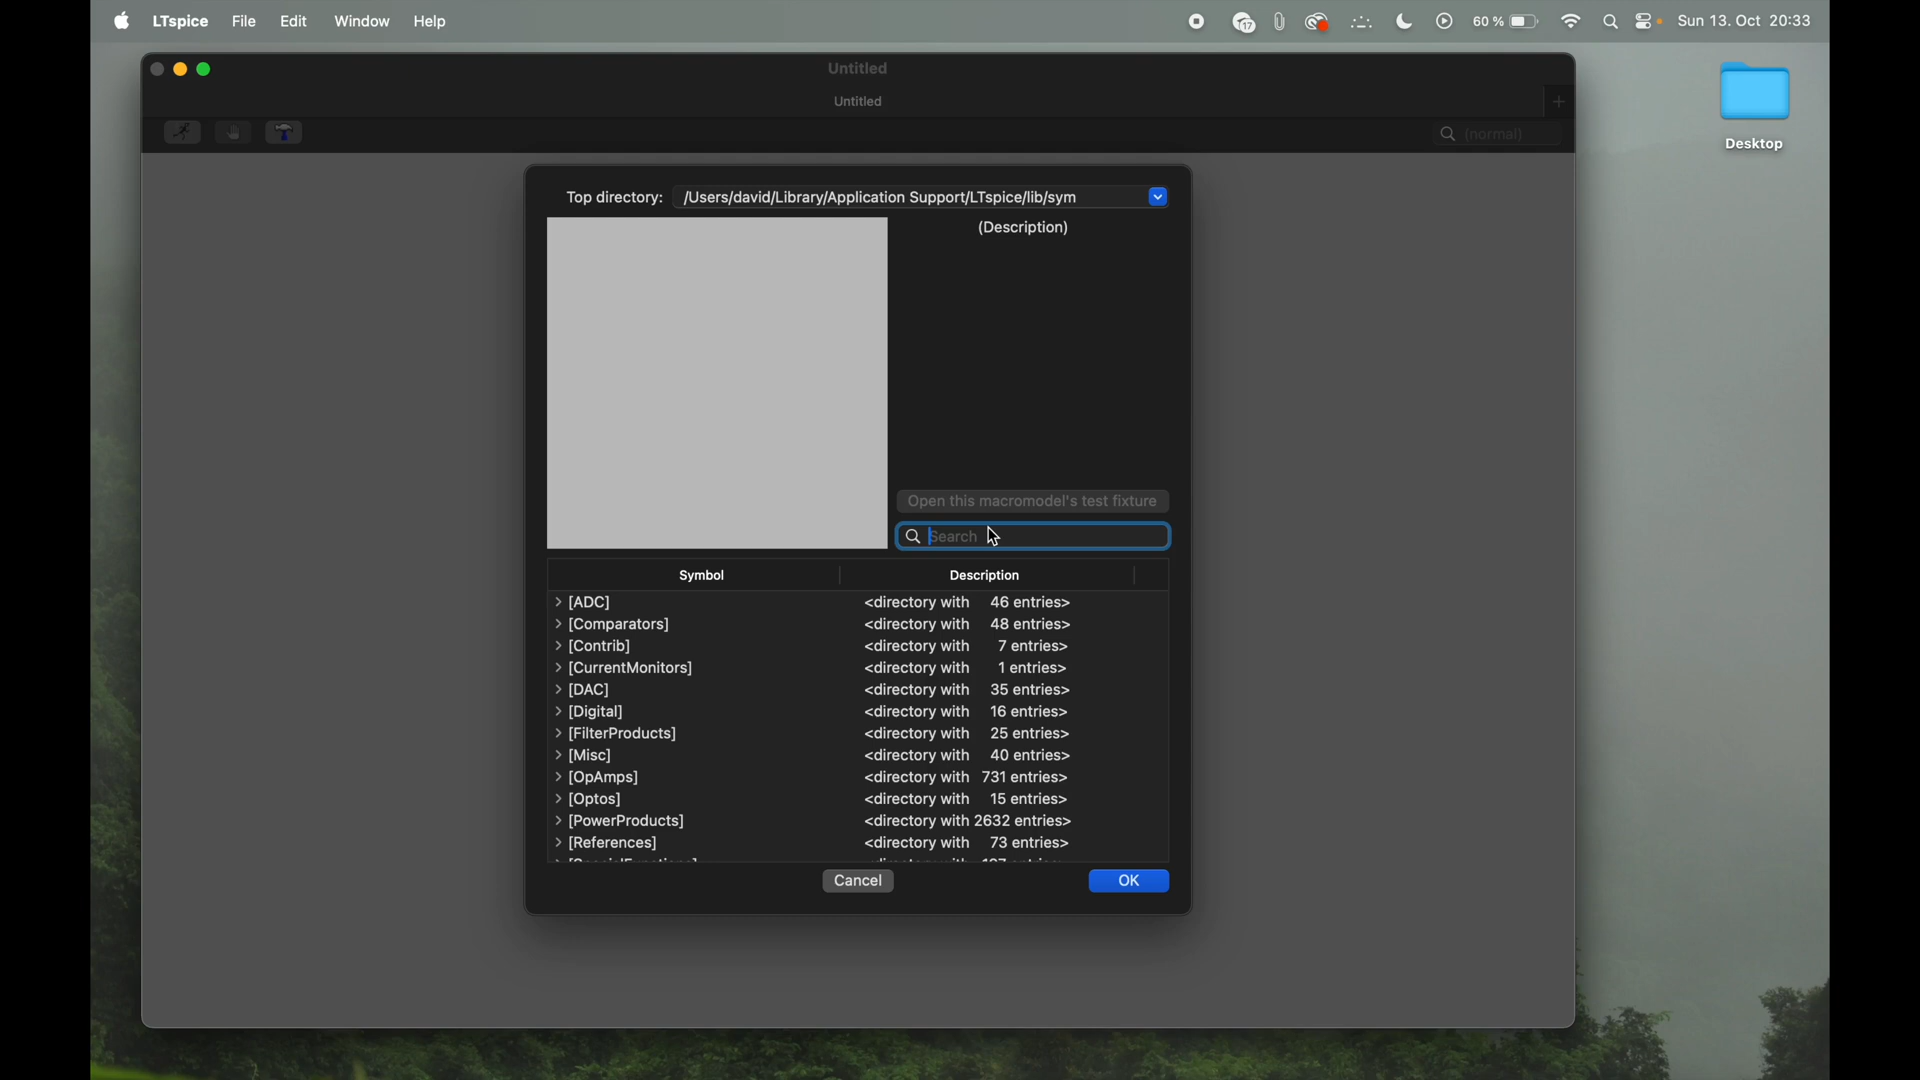 LTspice File Edit Window Help
17
60 %
Sun 13. Oct 20:33
Untitled
Untitled
(normal)
Desktop
Top directory: /Users/david/Library/Application Support/LTspice/lib/sym
(Description)
Open this macromodel's test fixture
Search
Symbol Description
[ADC] <directory with 46 entries>
[Comparators] <directory with 48 entries>
[Contrib] <directory with 7 entries>
[CurrentMonitors] <directory with 1 entries>
[DAC] <directory with 35 entries>
[Digital] <directory with 16 entries>
[FilterProducts] <directory with 25 entries>
[Misc] <directory with 40 entries>
[OpAmps] <directory with 731 entries>
[Optos] <directory with 15 entries>
[PowerProducts] <directory with 2632 entries>
[References] <directory with 73 entries>
Cancel OK